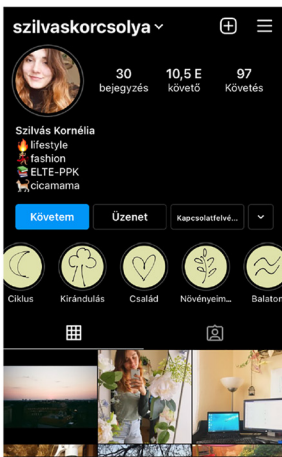 szilvaskorcsolya
30 10,5 E 97
bejegyzés követő Követés
Szilvás Kornélia
lifestyle
fashion
ELTE-PPK
cicamama
Követem Üzenet Kapcsolatfelvé...
Ciklus Kirándulás Család Növényeim... Balaton